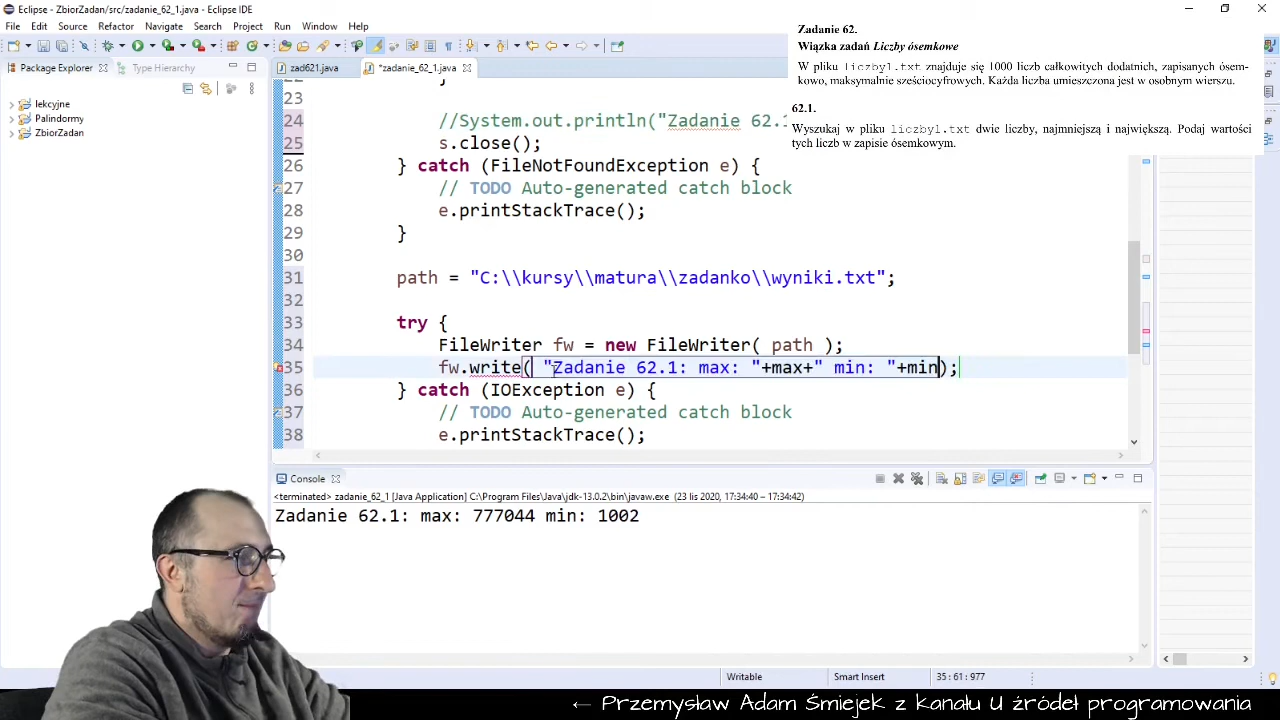 Eclipse - ZbiorZadan/src/zadanie_62_1.java - Eclipse IDE
File Edit Source Refactor Navigate Search Project Run Window Help
Zadanie 62.
Wiązka zadań Liczby ósemkowe
W pliku liczby1.txt znajduje się 1000 liczb całkowitych dodatnich, zapisanych ósem-
kowo, maksymalnie sześciocyfrowych. Każda liczba umieszczona jest w osobnym wierszu.
62.1.
Wyszukaj w pliku liczby1.txt dwie liczby, najmniejszą i największą. Podaj wartości
tych liczb w zapisie ósemkowym.
Package Explorer Type Hierarchy
lekcyjne
Palindormy
ZbiorZadan
zad621.java *zadanie_62_1.java
23
24 //System.out.println("Zadanie 62.1
25 s.close();
26 } catch (FileNotFoundException e) {
27 // TODO Auto-generated catch block
28 e.printStackTrace();
}
30
31 path = "C:\\kursy\\matura\\zadanko\\wyniki.txt";
32
33 try {
34 FileWriter fw = new FileWriter( path );
35 fw.write( "Zadanie 62.1: max: "+max+" min: "+min);
36 } catch (IOException e) {
37 // TODO Auto-generated catch block
38 e.printStackTrace();
Console
<terminated> zadanie_62_1 [Java Application] C:\Program Files\Java\jdk-13.0.2\bin\javaw.exe (23 lis 2020, 17:34:40 – 17:34:42)
Zadanie 62.1: max: 777044 min: 1002
Writable Smart Insert 35 : 61 : 977
← Przemysław Adam Śmiejek z kanału U źródeł programowania